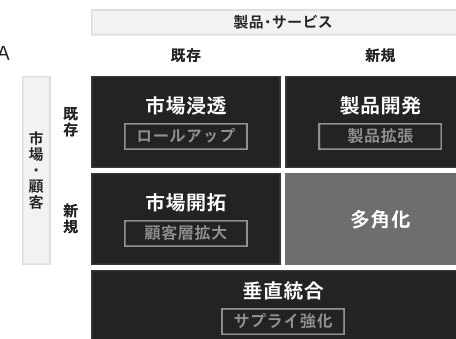 製品・サービス
既存
新規
A
市場・顧客
既存
市場浸透
ロールアップ
製品開発
製品拡張
新規
市場開拓
顧客層拡大
多角化
垂直統合
サプライ強化